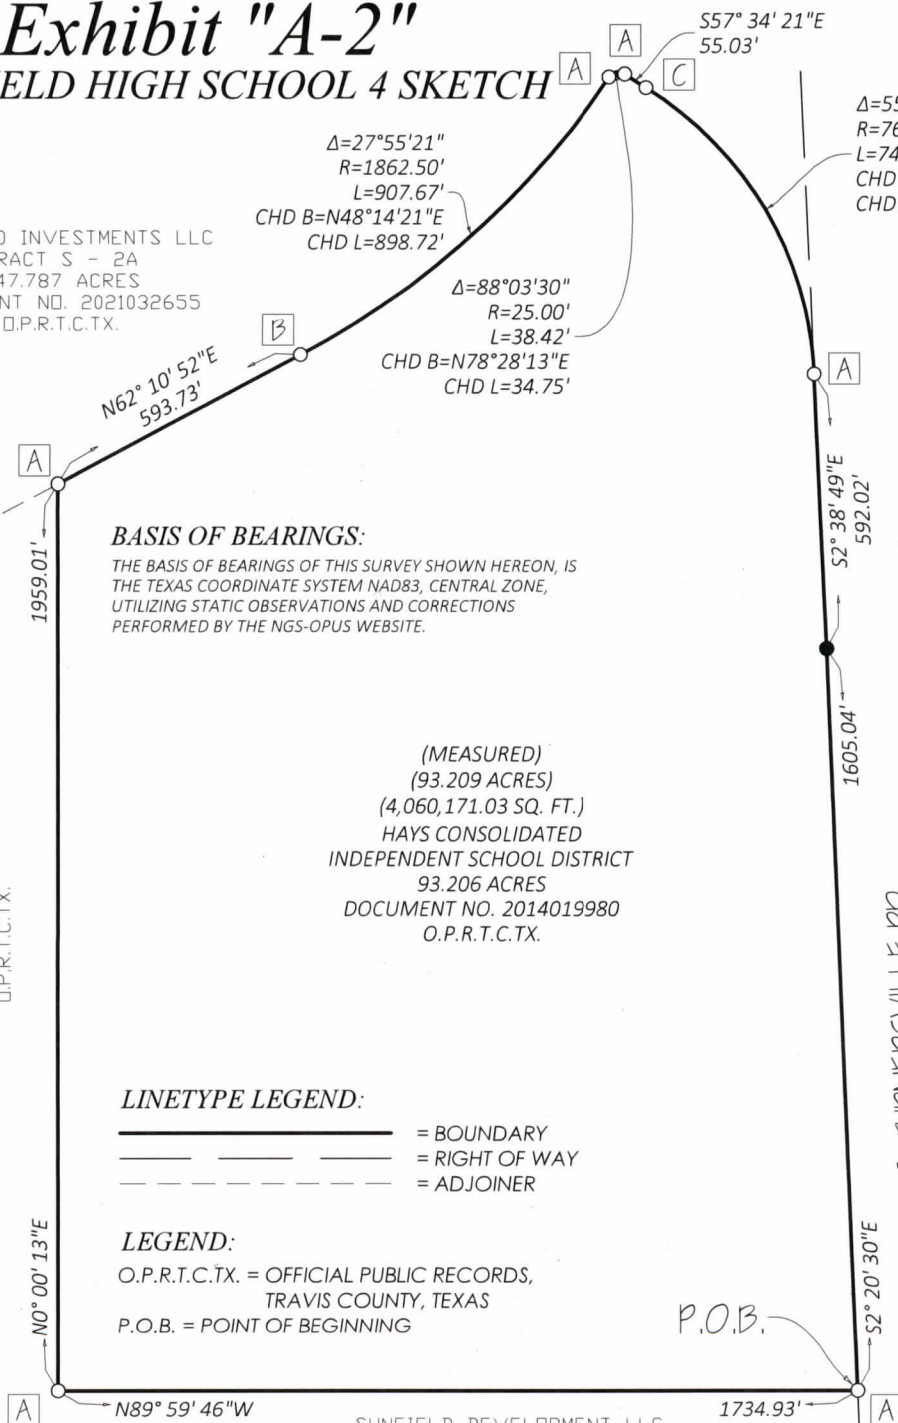 Exhibit "A-2"
HIGH SCHOOL 4 SKETCH
A
A
C
S57° 34' 21"E
55.03'
Δ=27°55'21"
R=1862.50'
L=907.67'
CHD B=N48°14'21"E
CHD L=898.72'
CHD
CHD
INVESTMENTS LLC
S - 2A
ACRES
NO. 2021032655
O.P.R.T.C.TX.
Δ=88°03'30"
R=25.00'
L=38.42'
CHD B=N78°28'13"E
CHD L=34.75'
B
N62° 10' 52"E
593.73'
A
A
1959.01'
S2° 38' 49"E
592.02'
BASIS OF BEARINGS:
THE BASIS OF BEARINGS OF THIS SURVEY SHOWN HEREON, IS
THE TEXAS COORDINATE SYSTEM NAD83, CENTRAL ZONE,
UTILIZING STATIC OBSERVATIONS AND CORRECTIONS
PERFORMED BY THE NGS-OPUS WEBSITE.
1605.04'
(MEASURED)
(93.209 ACRES)
(4,060,171.03 SQ. FT.)
HAYS CONSOLIDATED
INDEPENDENT SCHOOL DISTRICT
93.206 ACRES
DOCUMENT NO. 2014019980
O.P.R.T.C.TX.
O.P.R.T.C.TX.
LINETYPE LEGEND:
= BOUNDARY
= RIGHT OF WAY
= ADJOINER
LEGEND:
O.P.R.T.C.TX. = OFFICIAL PUBLIC RECORDS,
TRAVIS COUNTY, TEXAS
P.O.B. = POINT OF BEGINNING
N0° 00' 13"E
P.O.B.
S2° 20' 30"E
A
N89° 59' 46"W
1734.93'
A
SUNFIELD DEVELOPMENT LLC